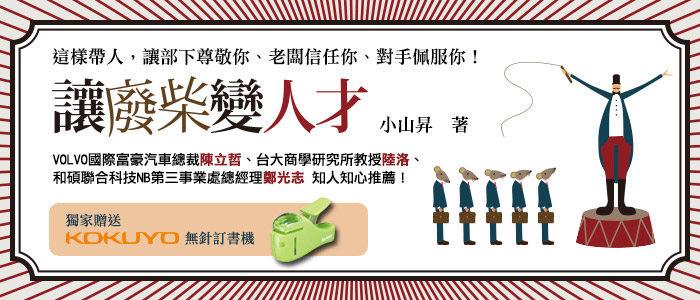 這樣帶人，讓部下尊敬你、老闆信任你、對手佩服你！
讓廢柴變人才
小山昇 著
VOLVO國際富豪汽車總裁陳立哲、台大商學研究所教授陸洛、
和碩聯合科技NB第三事業處總經理鄭光志 知人知心推薦！
獨家贈送
KOKUYO 無針訂書機